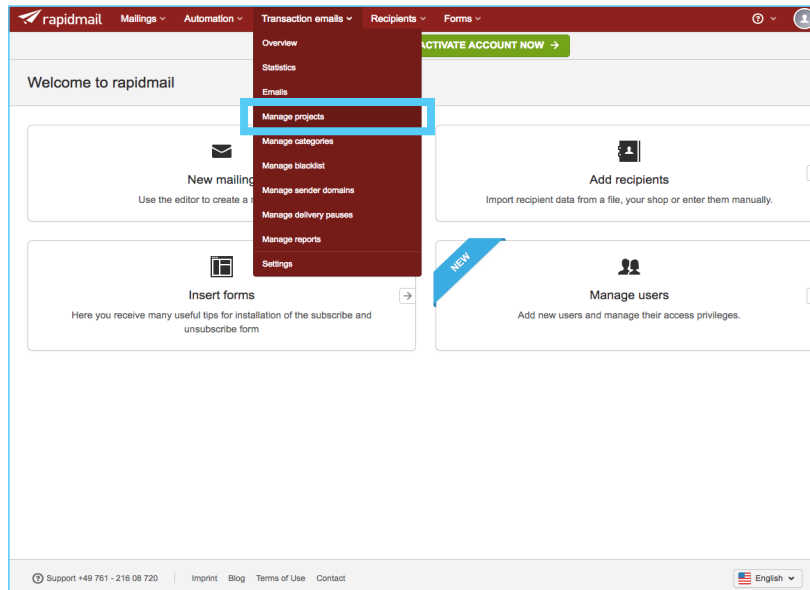 rapidmail Mailings Automation Transaction emails Recipients Forms
Overview
ACTIVATE ACCOUNT NOW →
Statistics
Welcome to rapidmail
Emails
Manage projects
Manage categories
Manage blacklist
Manage sender domains
Manage delivery pauses
Manage reports
Settings
New mailing
Use the editor to create a
Add recipients
Import recipient data from a file, your shop or enter them manually.
Insert forms
Here you receive many useful tips for installation of the subscribe and
unsubscribe form
NEW
Manage users
Add new users and manage their access privileges.
Support +49 761 - 216 08 720 Imprint Blog Terms of Use Contact
English